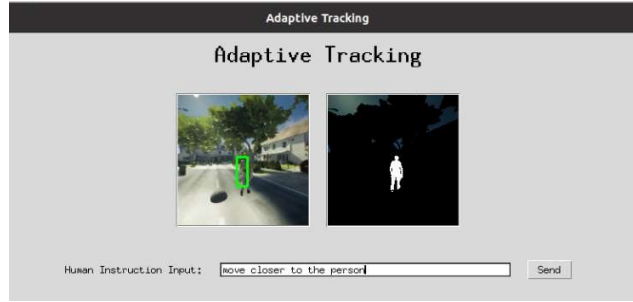 Adaptive Tracking
Adaptive Tracking
Human Instruction Input: move closer to the person Send